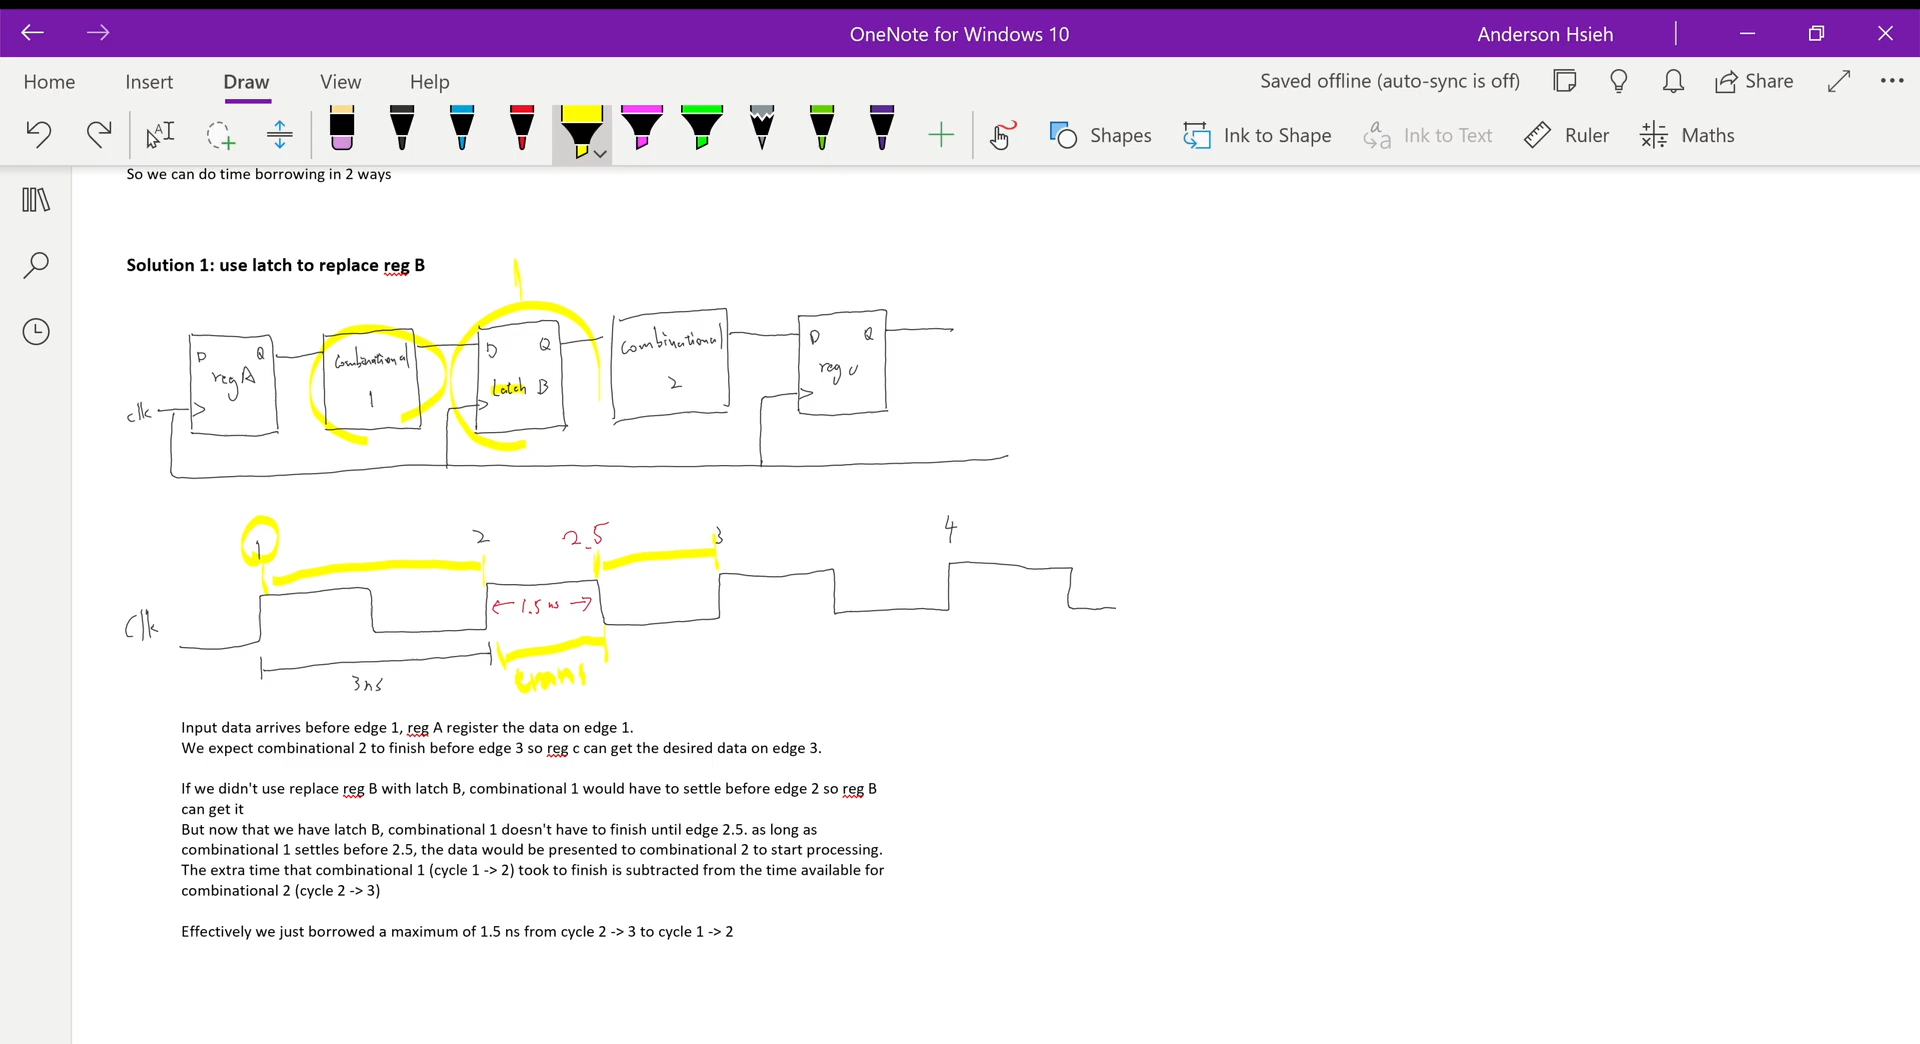 OneNote for Windows 10
Anderson Hsieh
Home Insert Draw View Help
Saved offline (auto-sync is off)
Share
Shapes
Ink to Shape
Ink to Text
Ruler
Maths
So we can do time borrowing in 2 ways
Solution 1: use latch to replace reg B
D Q
reg A
Combinational
1
D Q
Latch B
Combinational
2
D Q
reg
clk
1 2 2.5 3 4
Clk
1.5 ns
3 ns
Input data arrives before edge 1, reg A register the data on edge 1.
We expect combinational 2 to finish before edge 3 so reg c can get the desired data on edge 3.
If we didn't use replace reg B with latch B, combinational 1 would have to settle before edge 2 so reg B
can get it
But now that we have latch B, combinational 1 doesn't have to finish until edge 2.5. as long as
combinational 1 settles before 2.5, the data would be presented to combinational 2 to start processing.
The extra time that combinational 1 (cycle 1 -> 2) took to finish is subtracted from the time available for
combinational 2 (cycle 2 -> 3)
Effectively we just borrowed a maximum of 1.5 ns from cycle 2 -> 3 to cycle 1 -> 2